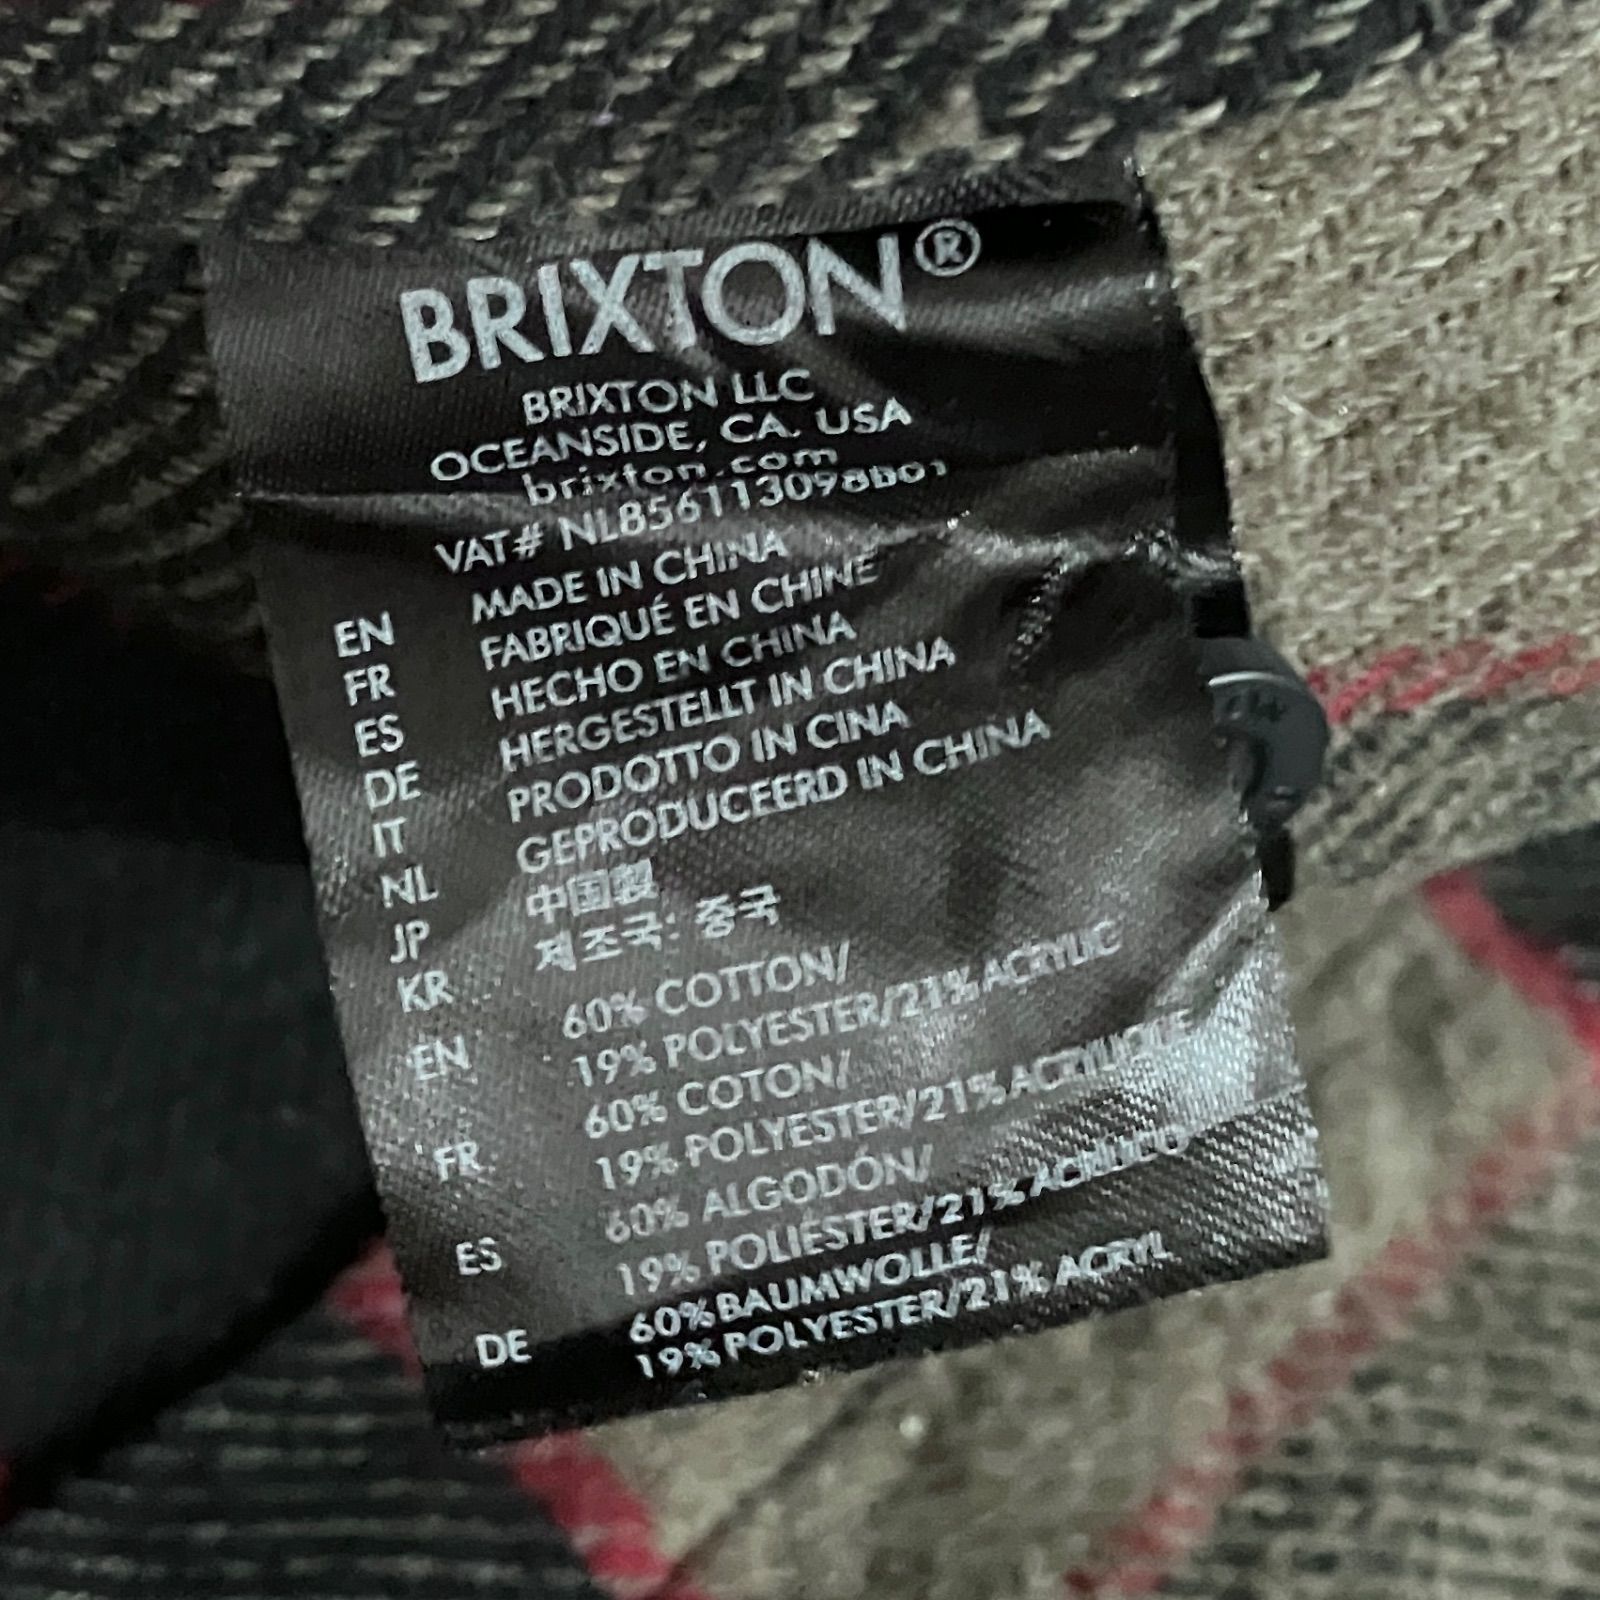 BRIXTON®
BRIXTON LLC
OCEANSIDE, CA. USA
brixton.com
VAT# NL856113098B01
EN MADE IN CHINA
FR FABRIQUÉ EN CHINE
ES HECHO EN CHINA
DE HERGESTELLT IN CHINA
IT PRODOTTO IN CINA
NL GEPRODUCEERD IN CHINA
JP 中国製
KR 제조국: 중국
EN 60% COTTON/
19% POLYESTER/21% ACRYLIC
FR 60% COTON/
19% POLYESTER/21% ACRYLIQUE
ES 60% ALGODÓN/
19% POLIÉSTER/21% ACRÍLICO
DE 60% BAUMWOLLE/
19% POLYESTER/21% ACRYL